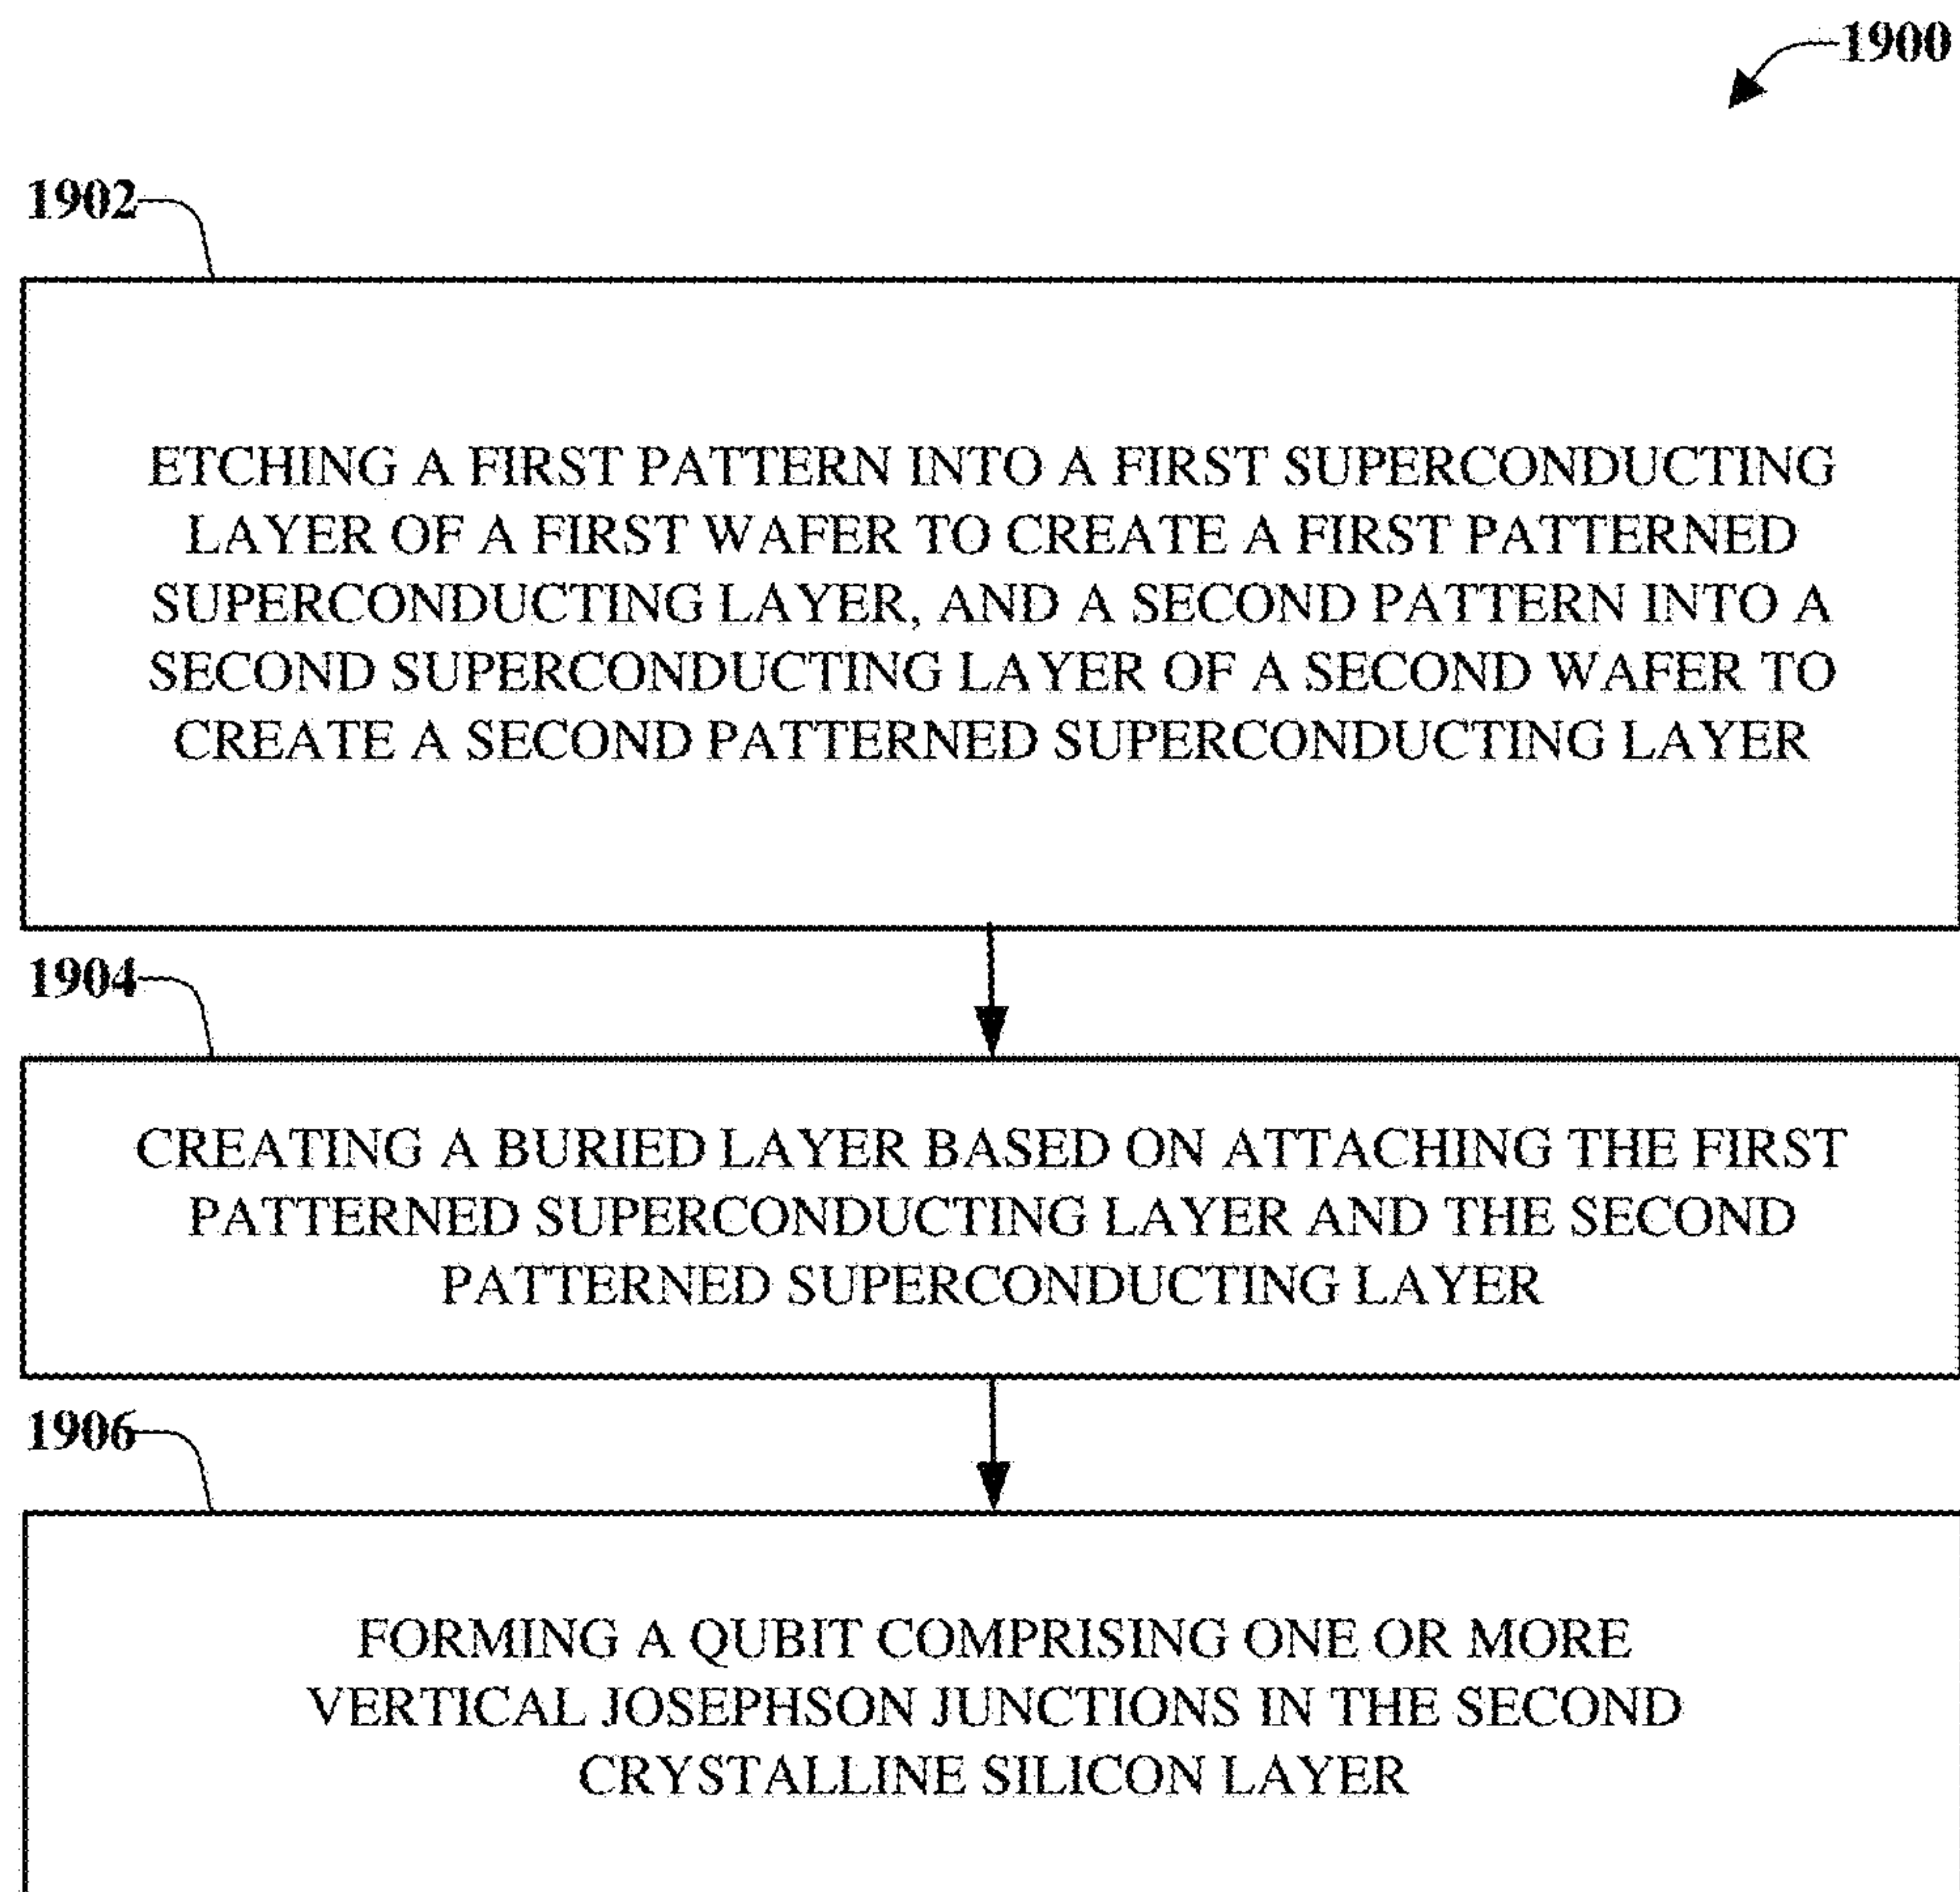 1900
1902
ETCHING A FIRST PATTERN INTO A FIRST SUPERCONDUCTING
LAYER OF A FIRST WAFER TO CREATE A FIRST PATTERNED
SUPERCONDUCTING LAYER, AND A SECOND PATTERN INTO A
SECOND SUPERCONDUCTING LAYER OF A SECOND WAFER TO
CREATE A SECOND PATTERNED SUPERCONDUCTING LAYER
1904
CREATING A BURIED LAYER BASED ON ATTACHING THE FIRST
PATTERNED SUPERCONDUCTING LAYER AND THE SECOND
PATTERNED SUPERCONDUCTING LAYER
1906
FORMING A QUBIT COMPRISING ONE OR MORE
VERTICAL JOSEPHSON JUNCTIONS IN THE SECOND
CRYSTALLINE SILICON LAYER